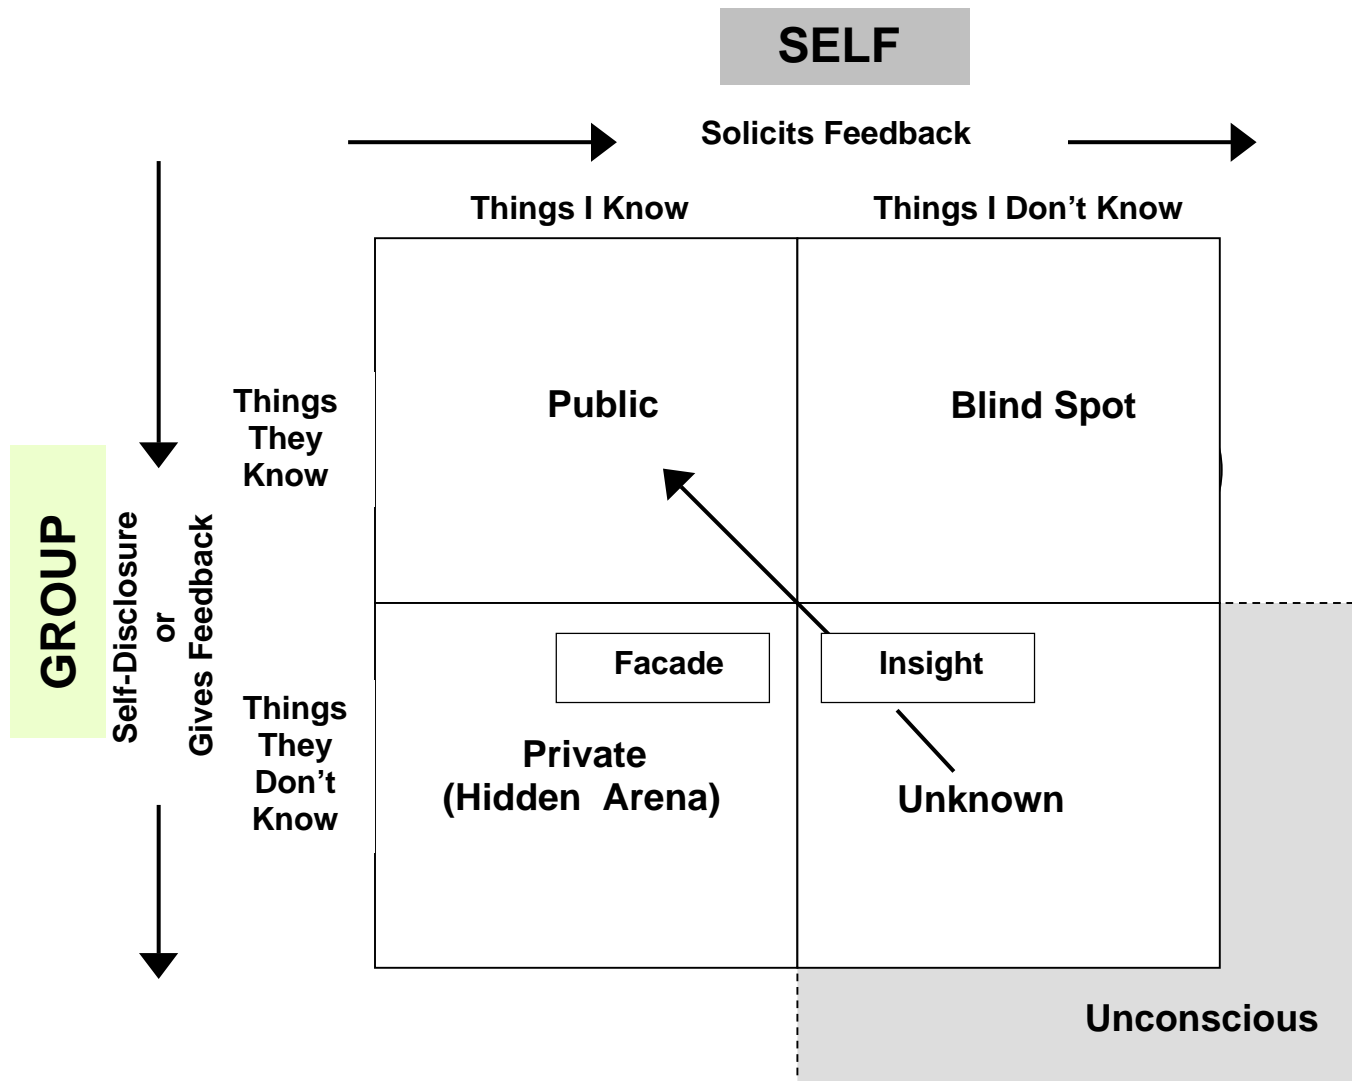 SELF
Solicits Feedback
Things I Know
Things I Don’t Know
Things
They
Know
Public
Blind Spot
GROUP
Self-Disclosure
or
Gives Feedback
Facade
Insight
Things
They
Don’t
Know
Private
(Hidden Arena)
Unknown
Unconscious